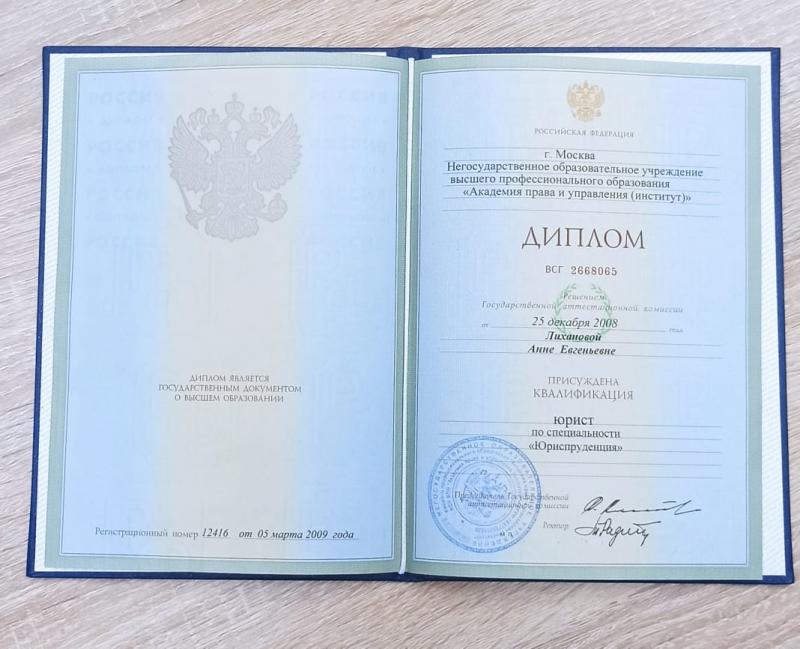 ДИПЛОМ ЯВЛЯЕТСЯ
ГОСУДАРСТВЕННЫМ ДОКУМЕНТОМ
О ВЫСШЕМ ОБРАЗОВАНИИ
Регистрационный номер 12416 от 05 марта 2009 года
РОССИЙСКАЯ ФЕДЕРАЦИЯ
г. Москва
Негосударственное образовательное учреждение
высшего профессионального образования
«Академия права и управления (институт)»
ДИПЛОМ
ВСГ 2668065
Решением
Государственной аттестационной комиссии
от 25 декабря 2008 года
Лихановой
Анне Евгеньевне
ПРИСУЖДЕНА
КВАЛИФИКАЦИЯ
юрист
по специальности
«Юриспруденция»
Председатель Государственной
аттестационной комиссии
Ректор